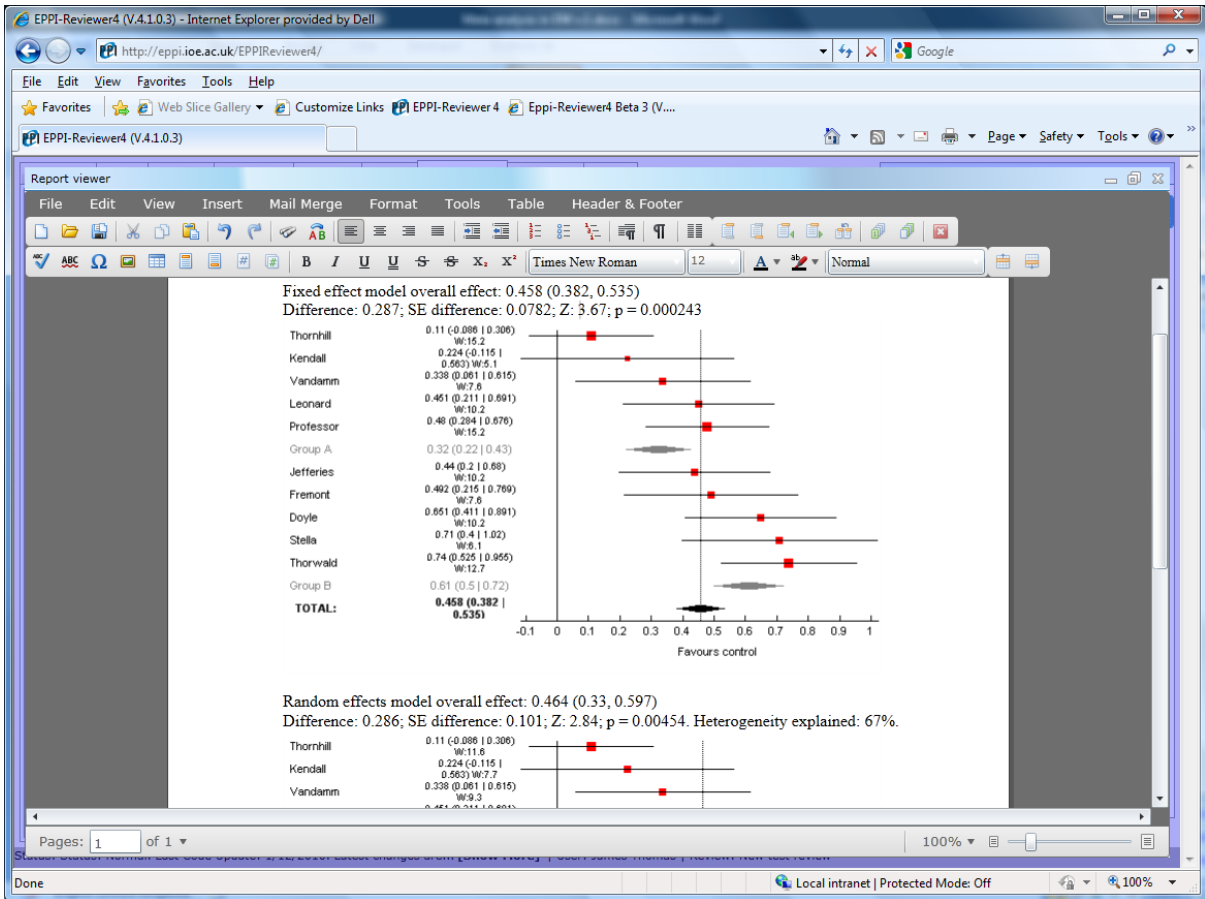 EPPI-Reviewer4 (V.4.1.0.3) - Internet Explorer provided by Dell
http://eppi.ioe.ac.uk/EPPIReviewer4/
Google
File Edit View Favorites Tools Help
Favorites Web Slice Gallery Customize Links EPPI-Reviewer 4 Eppi-Reviewer4 Beta 3 (V....
EPPI-Reviewer4 (V.4.1.0.3) Page Safety Tools
Report viewer
File Edit View Insert Mail Merge Format Tools Table Header & Footer
ABC ABC Ω B I U U S S X₂ X² Times New Roman 12 A ab Normal
Fixed effect model overall effect: 0.458 (0.382, 0.535)
Difference: 0.287; SE difference: 0.0782; Z: 3.67; p = 0.000243
Thornhill 0.11 (-0.086 | 0.306)
W:15.2
Kendall 0.224 (-0.115 |
0.563) W:5.1
Vandamm 0.338 (0.061 | 0.615)
W:7.6
Leonard 0.451 (0.211 | 0.691)
W:10.2
Professor 0.48 (0.284 | 0.676)
W:15.2
Group A 0.32 (0.22 | 0.43)
Jefferies 0.44 (0.2 | 0.68)
W:10.2
Fremont 0.492 (0.215 | 0.769)
W:7.6
Doyle 0.651 (0.411 | 0.891)
W:10.2
Stella 0.71 (0.4 | 1.02)
W:6.1
Thorwald 0.74 (0.525 | 0.955)
W:12.7
Group B 0.61 (0.5 | 0.72)
TOTAL: 0.458 (0.382 |
0.535)
-0.1 0 0.1 0.2 0.3 0.4 0.5 0.6 0.7 0.8 0.9 1
Favours control
Random effects model overall effect: 0.464 (0.33, 0.597)
Difference: 0.286; SE difference: 0.101; Z: 2.84; p = 0.00454. Heterogeneity explained: 67%.
Thornhill 0.11 (-0.086 | 0.306)
W:11.6
Kendall 0.224 (-0.115 |
0.563) W:7.7
Vandamm 0.338 (0.061 | 0.615)
W:9.3
Pages: 1 of 1 100%
Done Local intranet | Protected Mode: Off 100%